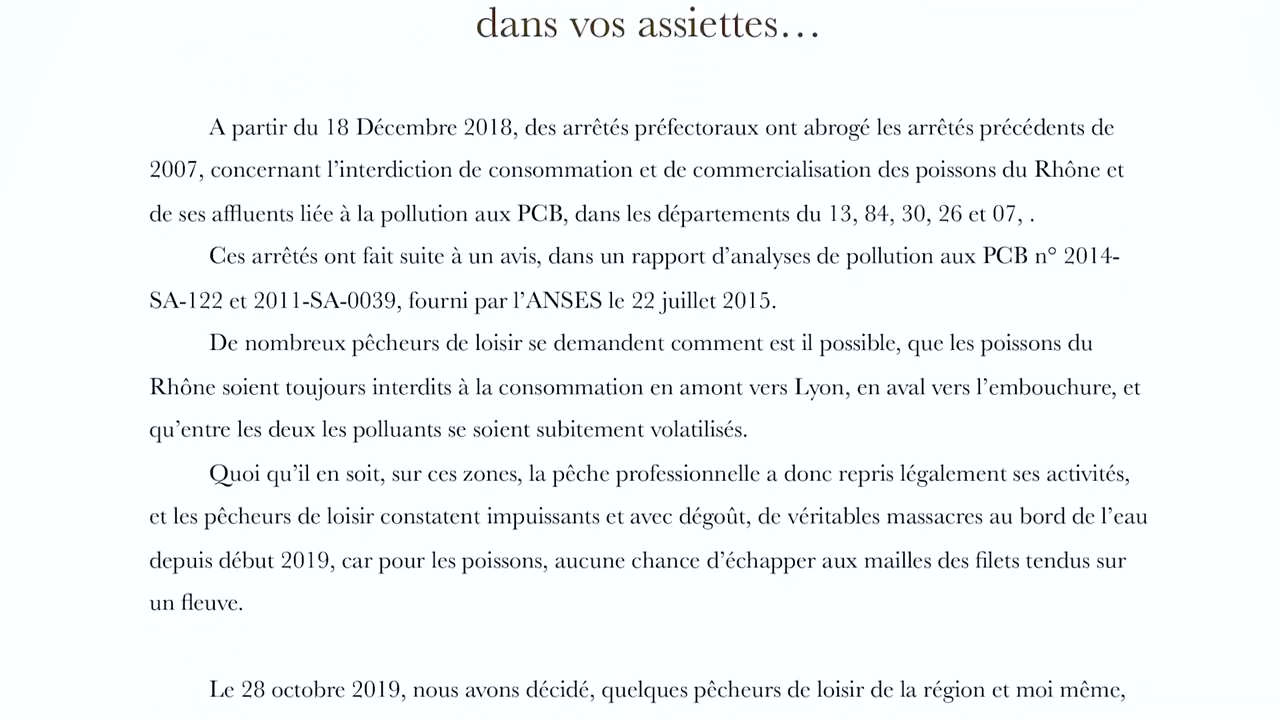 dans vos assiettes…
A partir du 18 Décembre 2018, des arrêtés préfectoraux ont abrogé les arrêtés précédents de
2007, concernant l’interdiction de consommation et de commercialisation des poissons du Rhône et
de ses affluents liée à la pollution aux PCB, dans les départements du 13, 84, 30, 26 et 07, .
Ces arrêtés ont fait suite à un avis, dans un rapport d’analyses de pollution aux PCB n° 2014-
SA-122 et 2011-SA-0039, fourni par l’ANSES le 22 juillet 2015.
De nombreux pêcheurs de loisir se demandent comment est il possible, que les poissons du
Rhône soient toujours interdits à la consommation en amont vers Lyon, en aval vers l’embouchure, et
qu’entre les deux les polluants se soient subitement volatilisés.
Quoi qu’il en soit, sur ces zones, la pêche professionnelle a donc repris légalement ses activités,
et les pêcheurs de loisir constatent impuissants et avec dégoût, de véritables massacres au bord de l’eau
depuis début 2019, car pour les poissons, aucune chance d’échapper aux mailles des filets tendus sur
un fleuve.
Le 28 octobre 2019, nous avons décidé, quelques pêcheurs de loisir de la région et moi même,